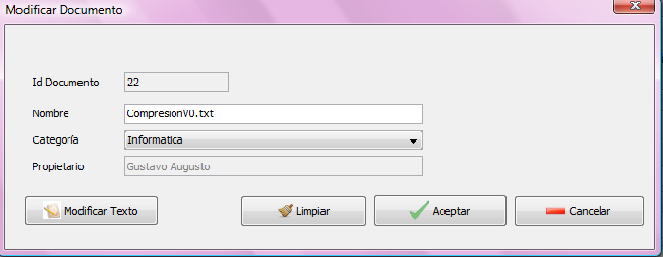 Modificar Documento
Id Documento 22
Nombre CompresionV0.txt
Categoría Informatica
Propietario Gustavo Augusto
Modificar Texto Limpiar Aceptar Cancelar